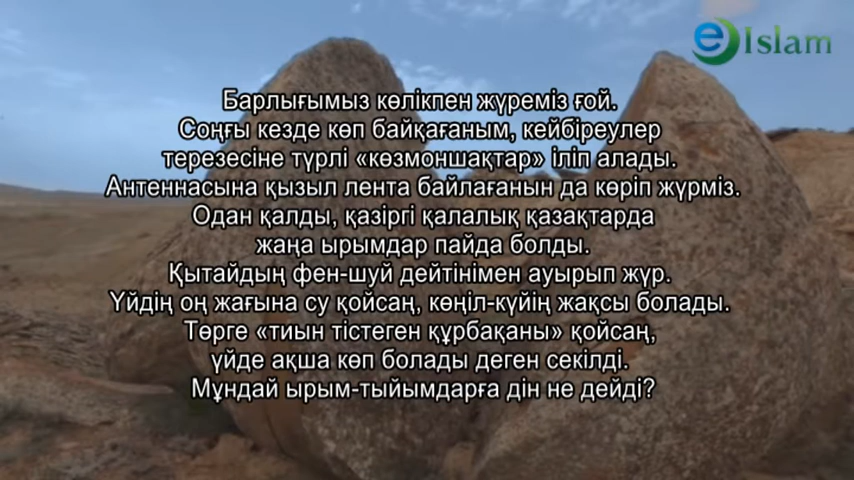 e Islam
Барлығымыз көлікпен жүреміз ғой.
Соңғы кезде көп байқағаным, кейбіреулер
терезесіне түрлі «көзмоншақтар» іліп алады.
Антеннасына қызыл лента байлағанын да көріп жүрміз.
Одан қалды, қазіргі қалалық қазақтарда
жаңа ырымдар пайда болды.
Қытайдың фен-шуй дейтінімен ауырып жүр.
Үйдің оң жағына су қойсаң, көңіл-күйің жақсы болады.
Төрге «тиын тістеген құрбақаны» қойсаң,
үйде ақша көп болады деген секілді.
Мұндай ырым-тыйымдарға дін не дейді?